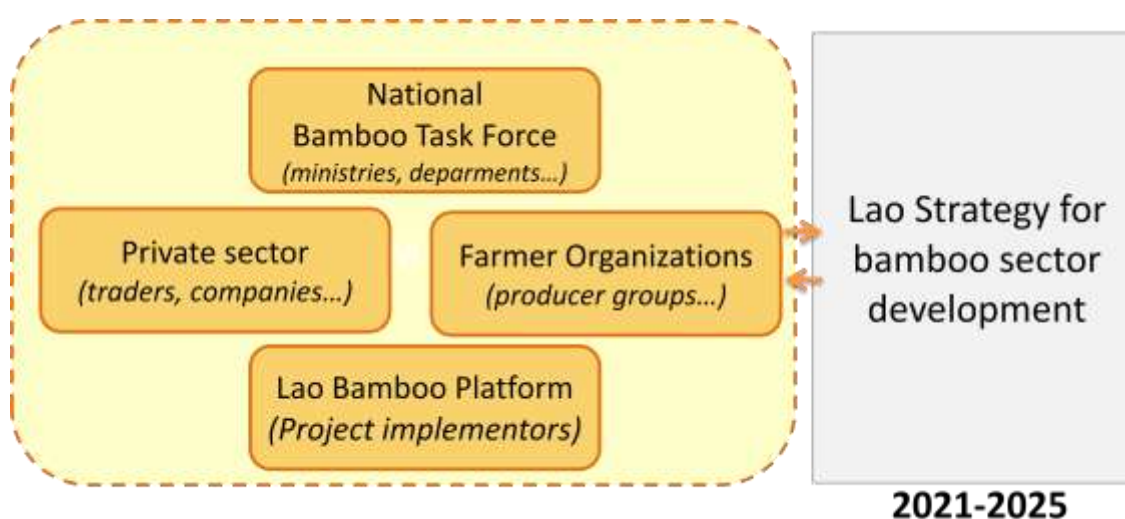 National
Bamboo Task Force
(ministries, deparments...)
Private sector
(traders, companies...)
Farmer Organizations
(producer groups...)
Lao Bamboo Platform
(Project implementors)
Lao Strategy for
bamboo sector
development
2021-2025